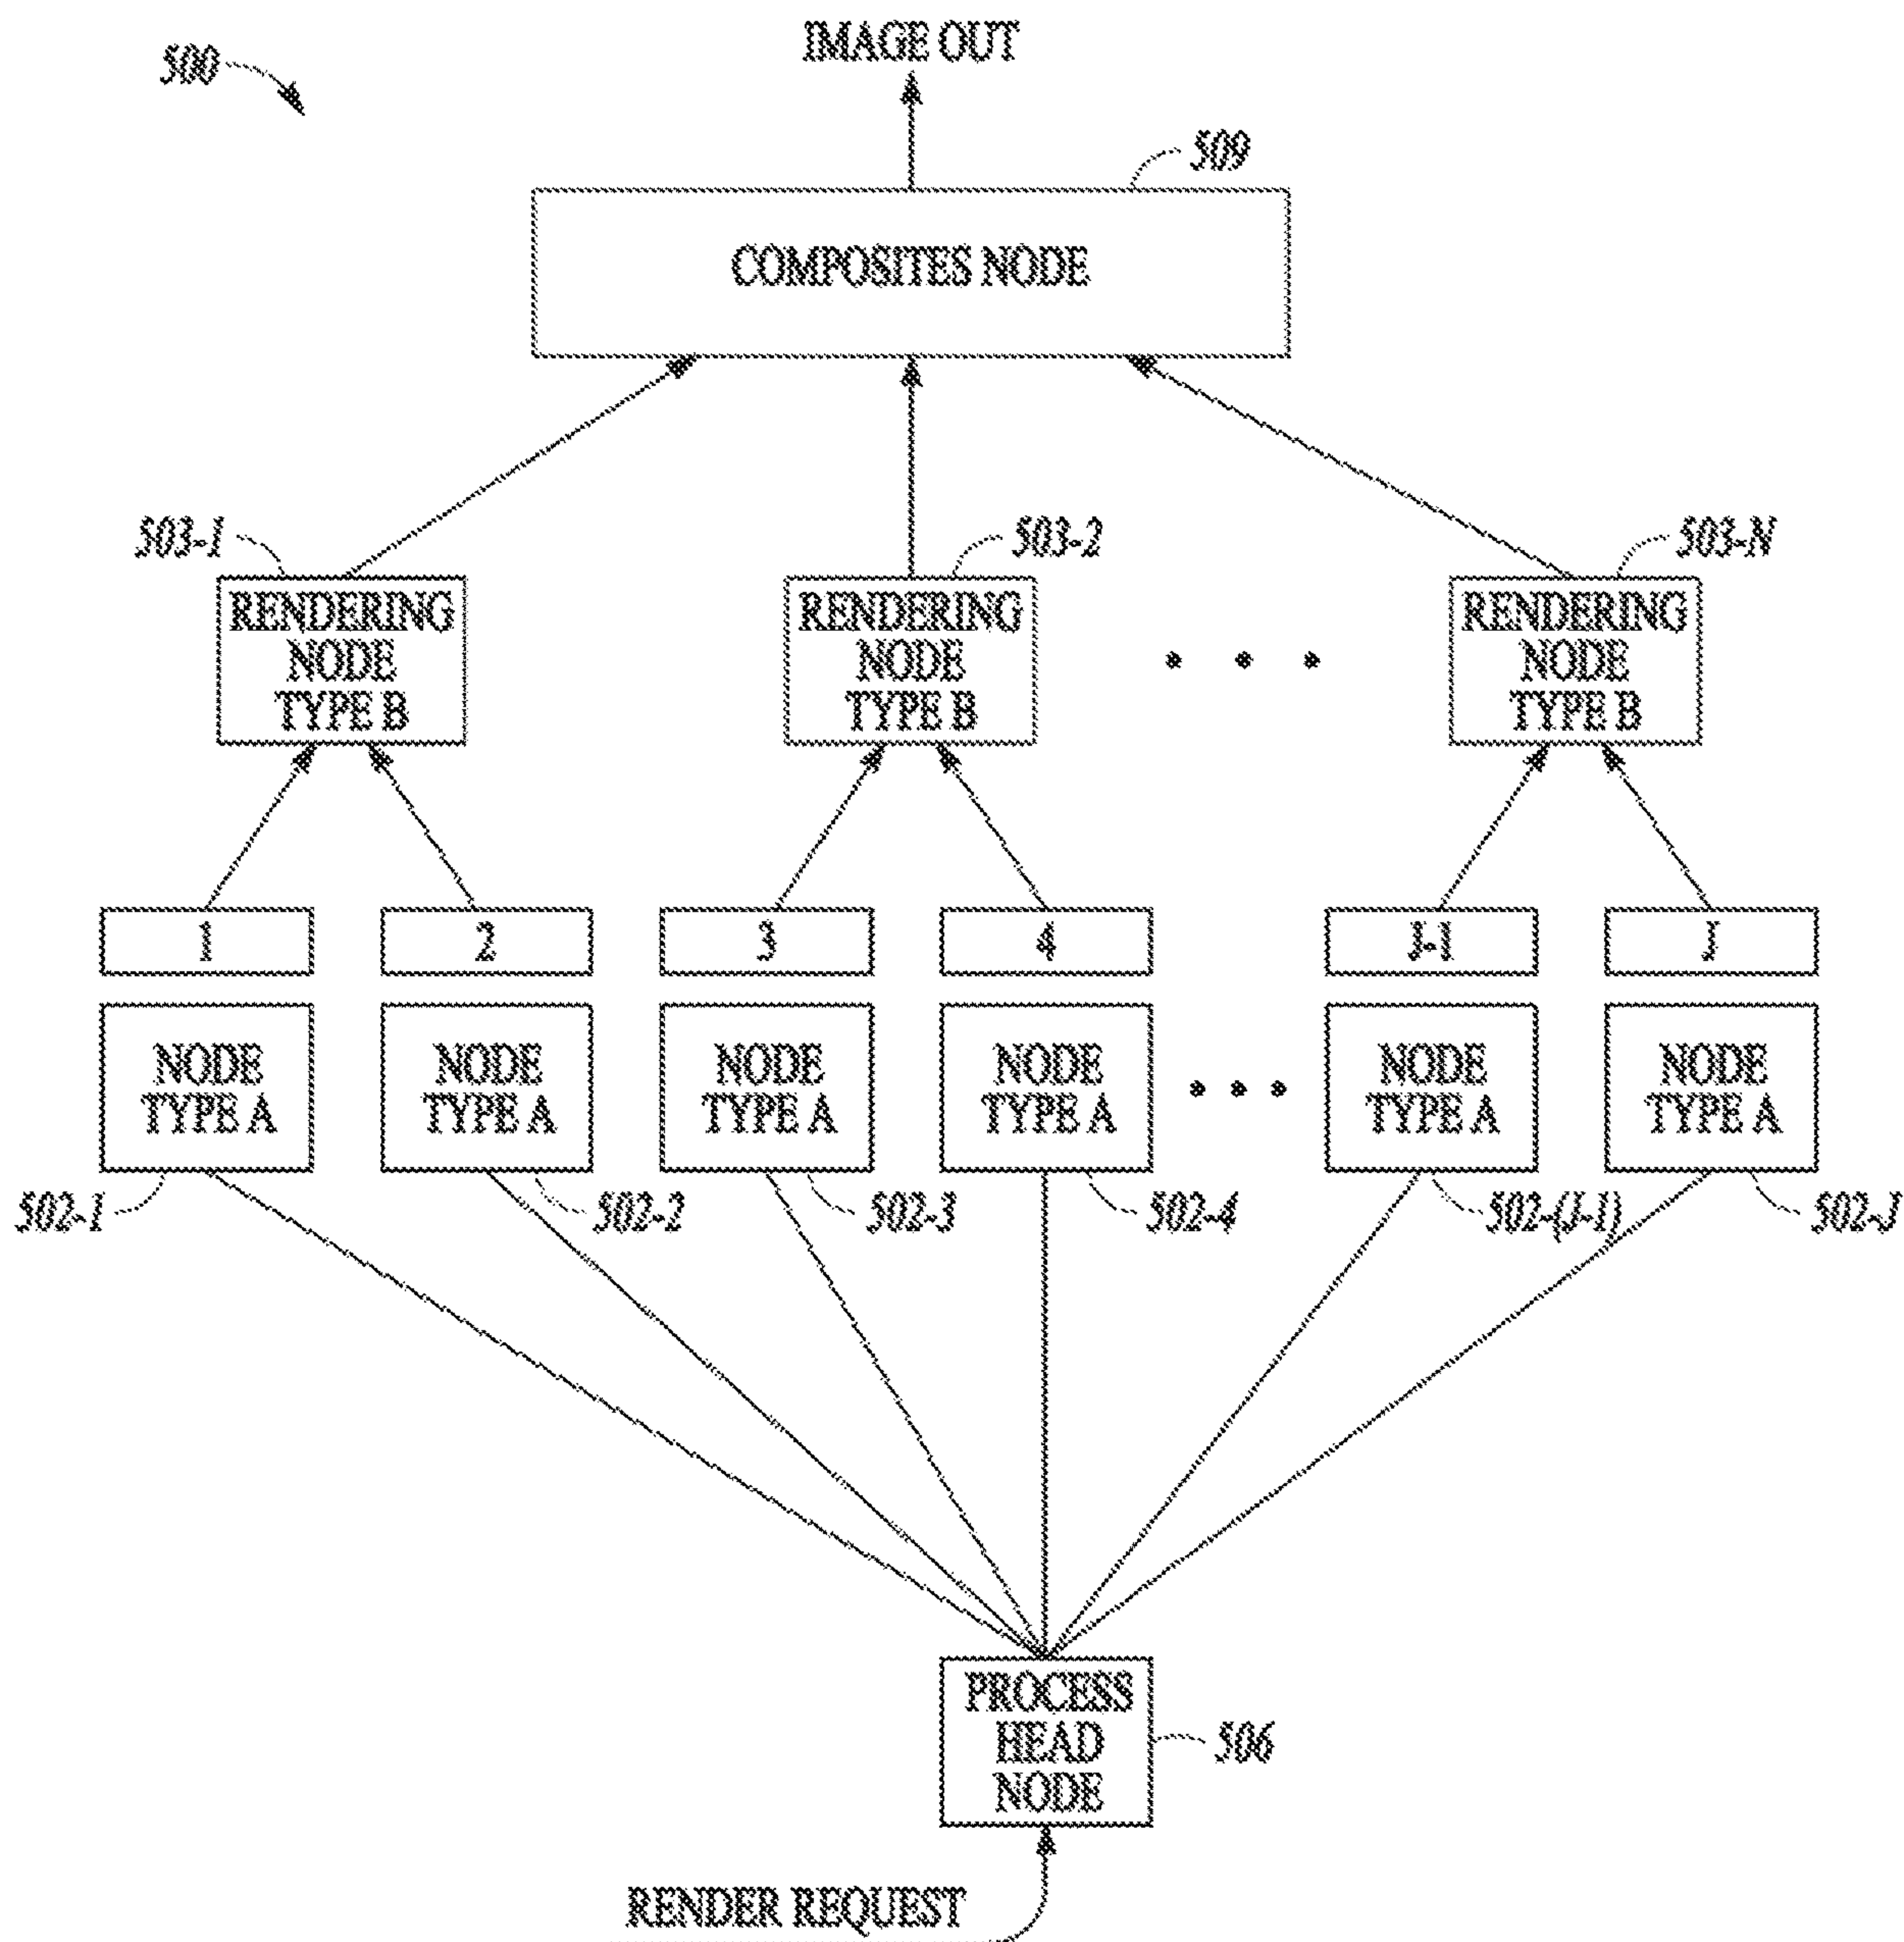 500
IMAGE OUT
509
COMPOSITES NODE
503-1
503-2
503-N
RENDERING
NODE
TYPE B
RENDERING
NODE
TYPE B
RENDERING
NODE
TYPE B
1
2
3
4
J-1
J
NODE
TYPE A
NODE
TYPE A
NODE
TYPE A
NODE
TYPE A
NODE
TYPE A
NODE
TYPE A
502-1
502-2
502-3
502-4
502-(J-1)
502-J
PROCESS
HEAD
NODE
506
RENDER REQUEST